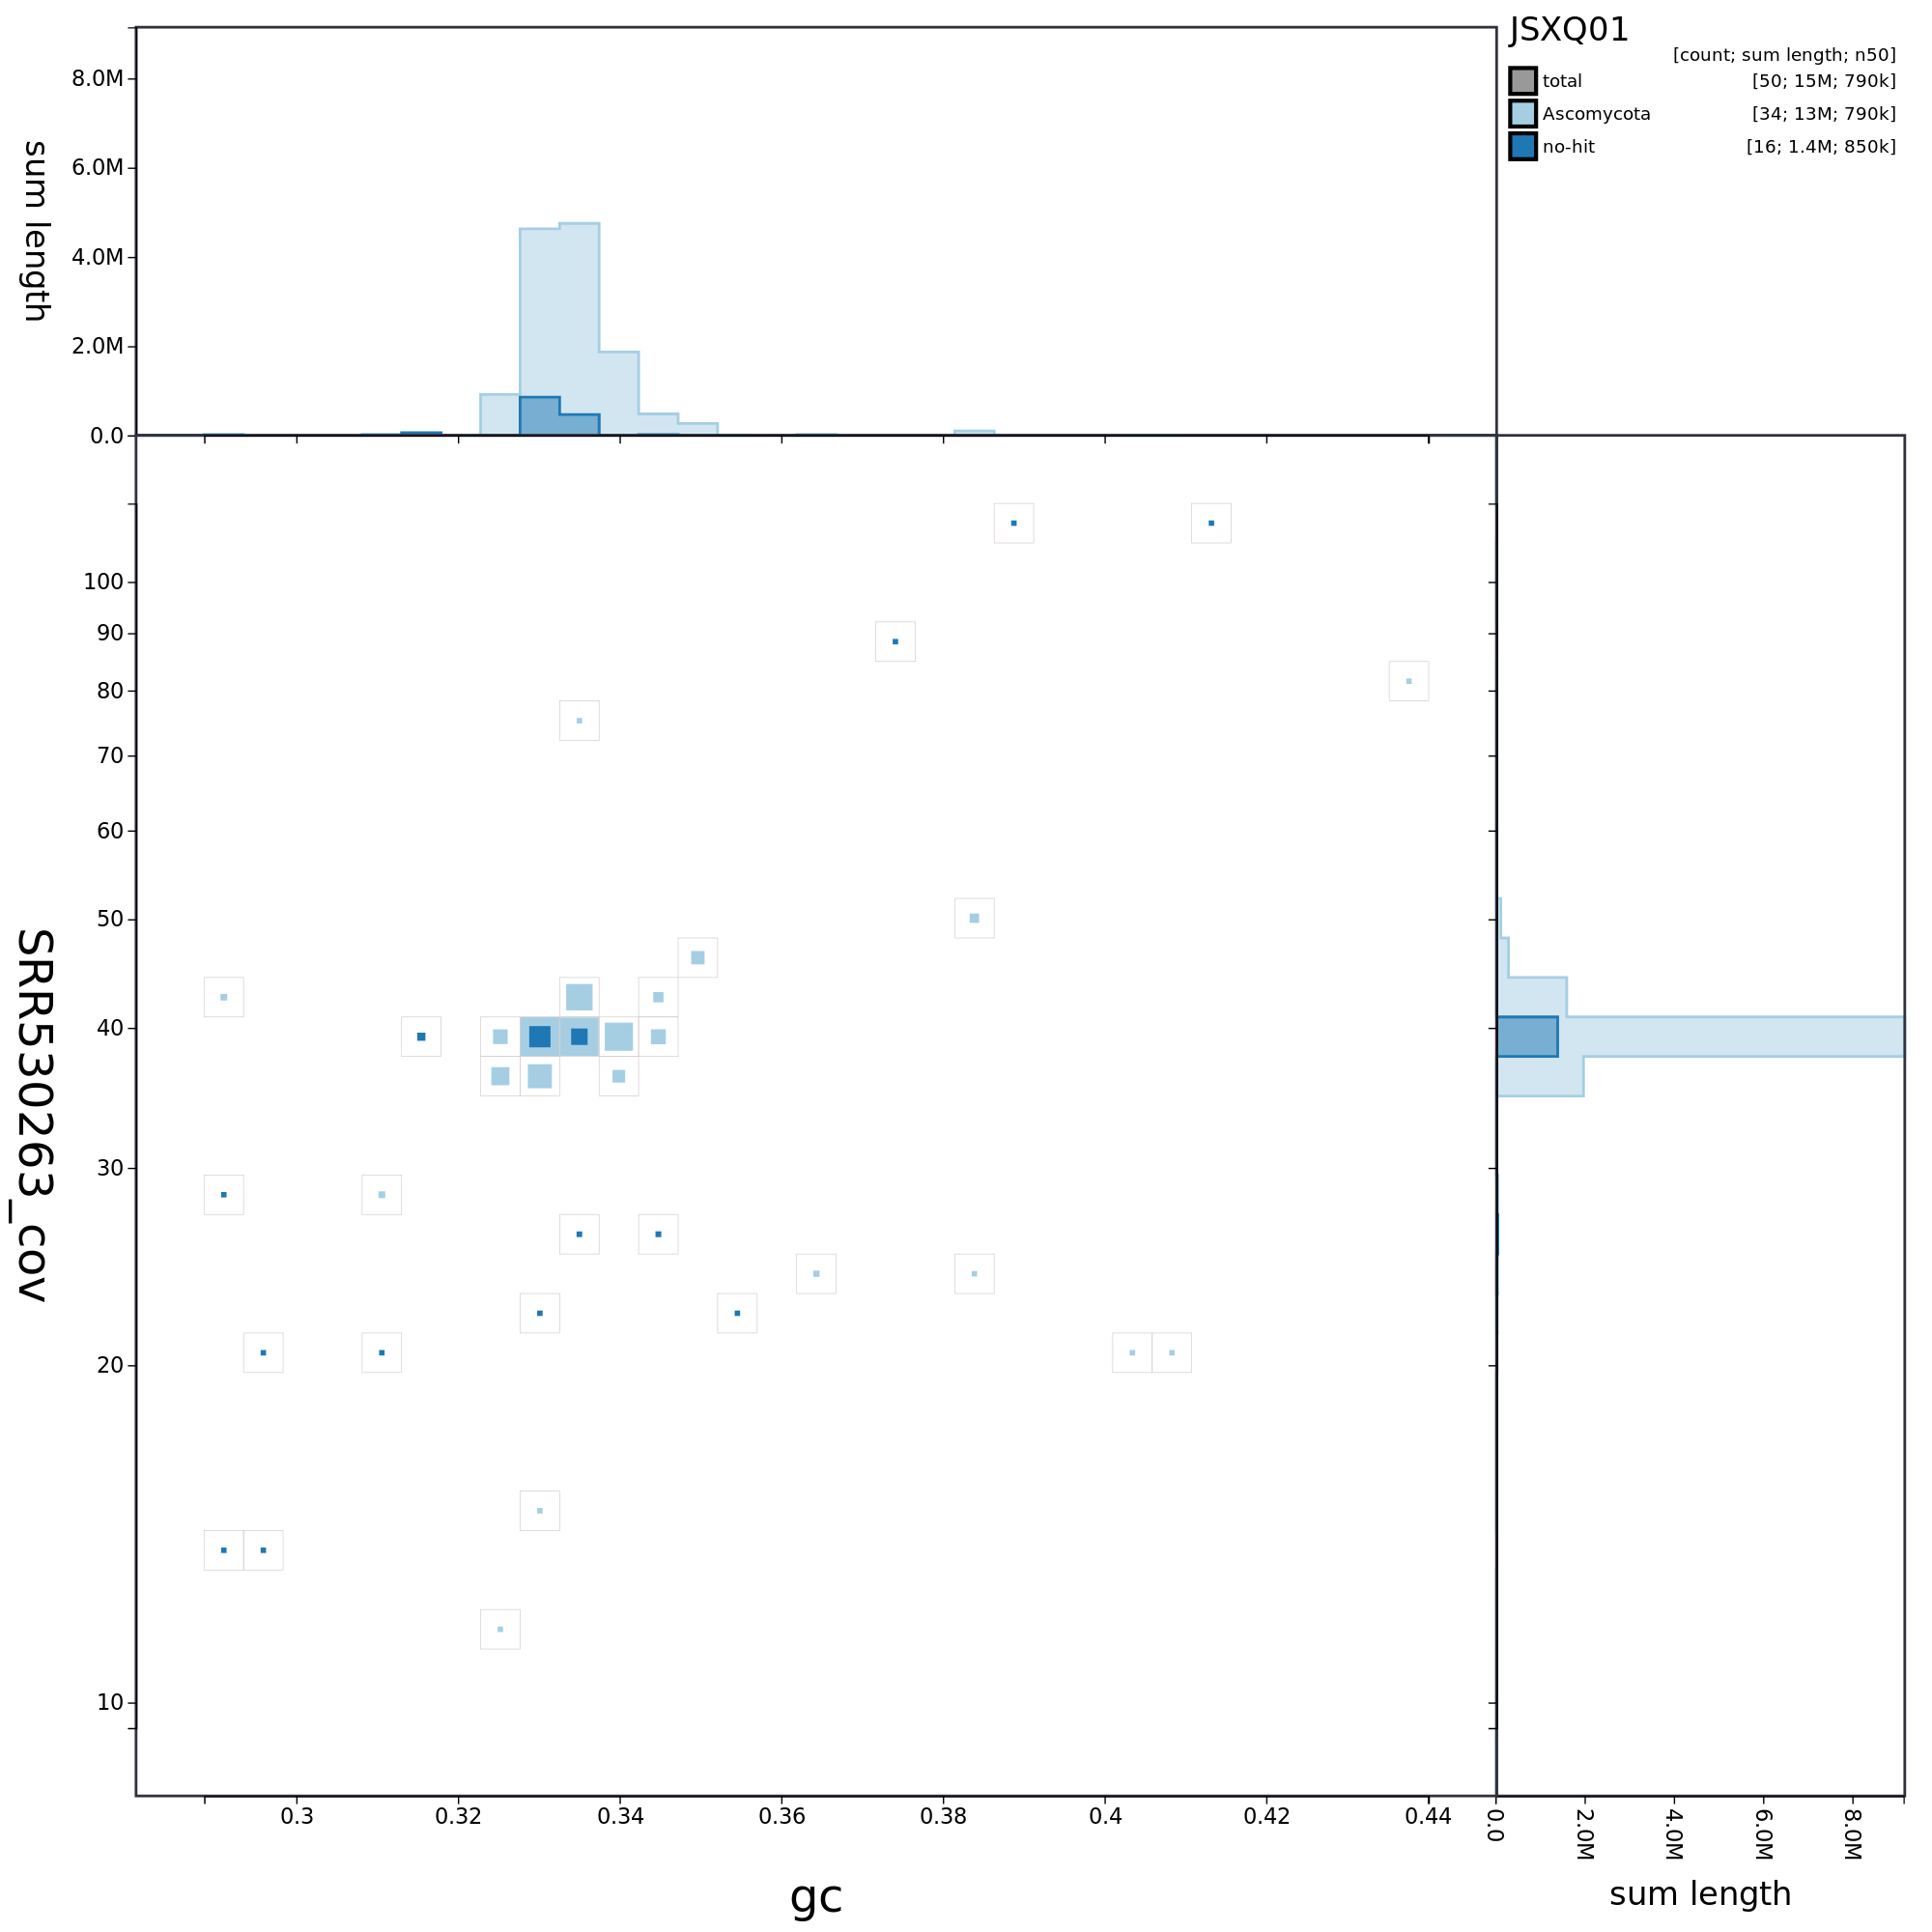 JSXQ01
[count; sum length; n50]
total [50; 15M; 790k]
Ascomycota [34; 13M; 790k]
no-hit [16; 1.4M; 850k]
sum length
8.0M
6.0M
4.0M
2.0M
0.0
SRR530263_cov
100
90
80
70
60
50
40
30
20
10
0.3 0.32 0.34 0.36 0.38 0.4 0.42 0.44
gc
0.0 2.0M 4.0M 6.0M 8.0M
sum length